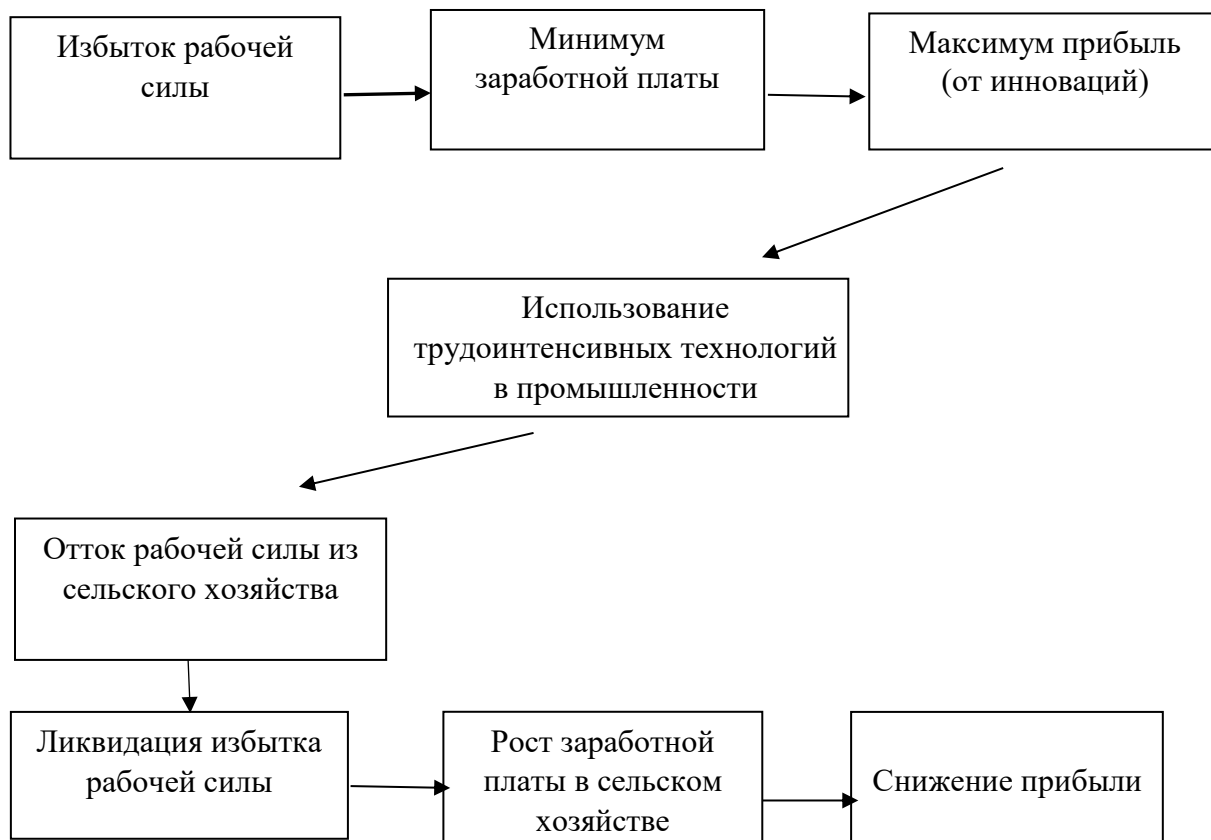 Избыток рабочей
силы
Минимум
заработной платы
Максимум прибыль
(от инноваций)
Использование
трудоинтенсивных технологий
в промышленности
Отток рабочей силы из
сельского хозяйства
Ликвидация избытка
рабочей силы
Рост заработной
платы в сельском
хозяйстве
Снижение прибыли